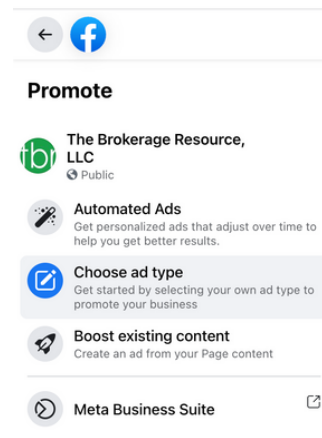 Promote
tbr
The Brokerage Resource,
LLC
Public
Automated Ads
Get personalized ads that adjust over time to
help you get better results.
Choose ad type
Get started by selecting your own ad type to
promote your business
Boost existing content
Create an ad from your Page content
Meta Business Suite